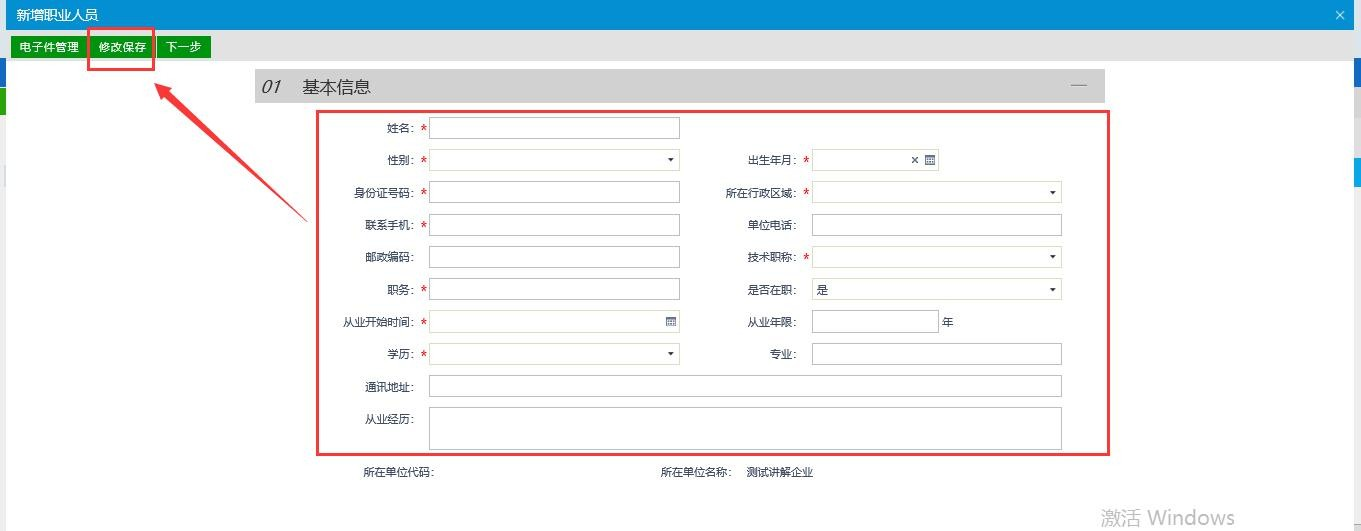 新增职业人员 ×
电子件管理 修改保存 下一步
01 基本信息 —
姓名： *
性别： * 出生年月： * ×
身份证号码： * 所在行政区域： *
联系手机： * 单位电话：
邮政编码： 技术职称： *
职务： * 是否在职： 是
从业开始时间： * 从业年限： 年
学历： * 专业：
通讯地址：
从业经历：
所在单位代码： 所在单位名称： 测试讲解企业
激活 Windows